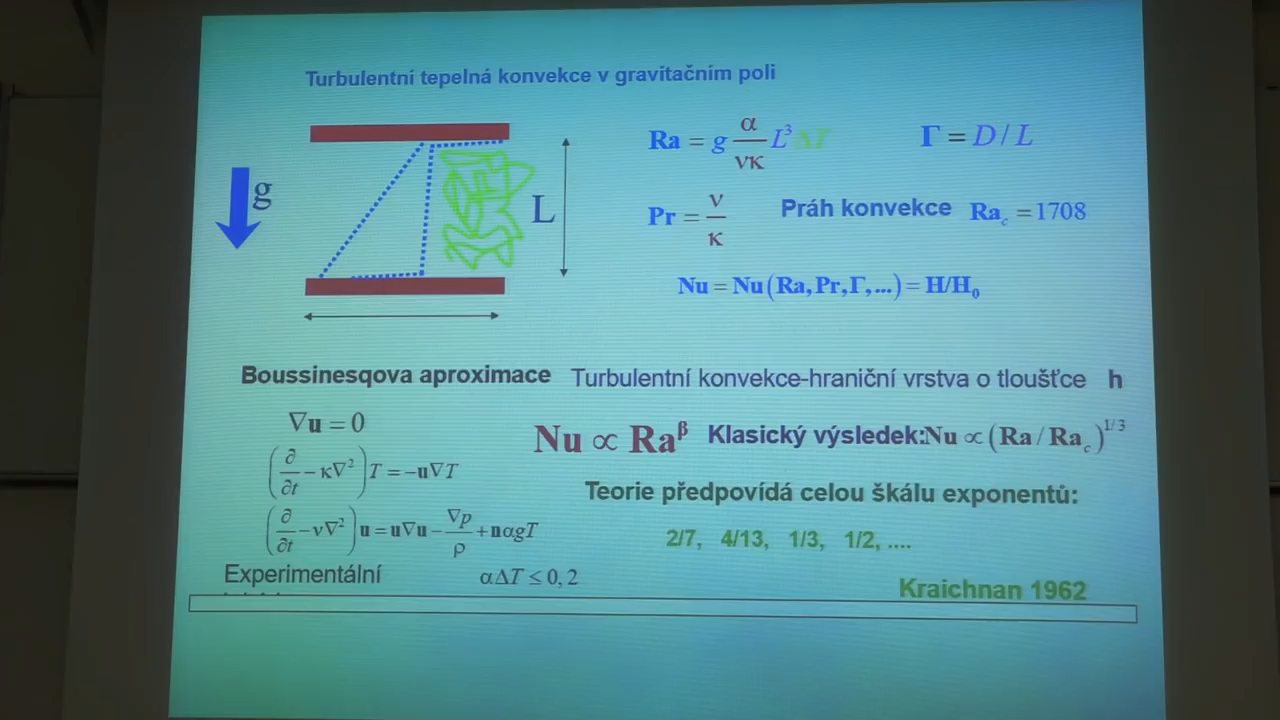 Turbulentní tepelná konvekce v gravitačním poli
g
L
Ra = g α/νκ L³ ΔT
Γ = D / L
Pr = ν/κ
Práh konvekce Ra_c = 1708
Nu = Nu(Ra, Pr, Γ, ...) = H/H₀
Boussinesqova aproximace
Turbulentní konvekce-hraniční vrstva o tloušťce h
∇u = 0
Nu ∝ Ra^β
Klasický výsledek:Nu ∝ (Ra / Ra_c)^1/3
(∂/∂t − κ∇²)T = −u∇T
Teorie předpovídá celou škálu exponentů:
(∂/∂t − ν∇²)u = u∇u − ∇p/ρ + nαgT
2/7, 4/13, 1/3, 1/2, ....
Experimentální
αΔT ≤ 0, 2
Kraichnan 1962